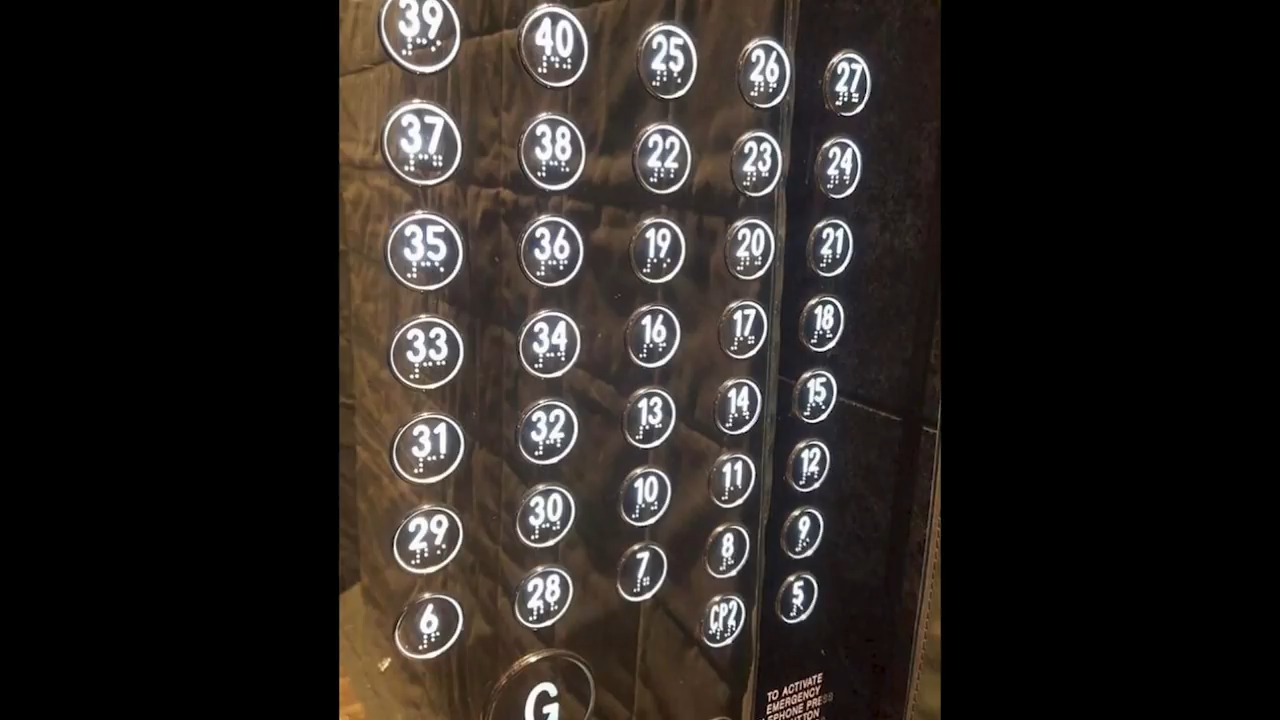 39 40 25 26 27
37 38 22 23 24
35 36 19 20 21
33 34 16 17 18
31 32 13 14 15
29 30 10 11 12
6 28 7 8 9
CP2 5
G
TO ACTIVATE
EMERGENCY
PRESS